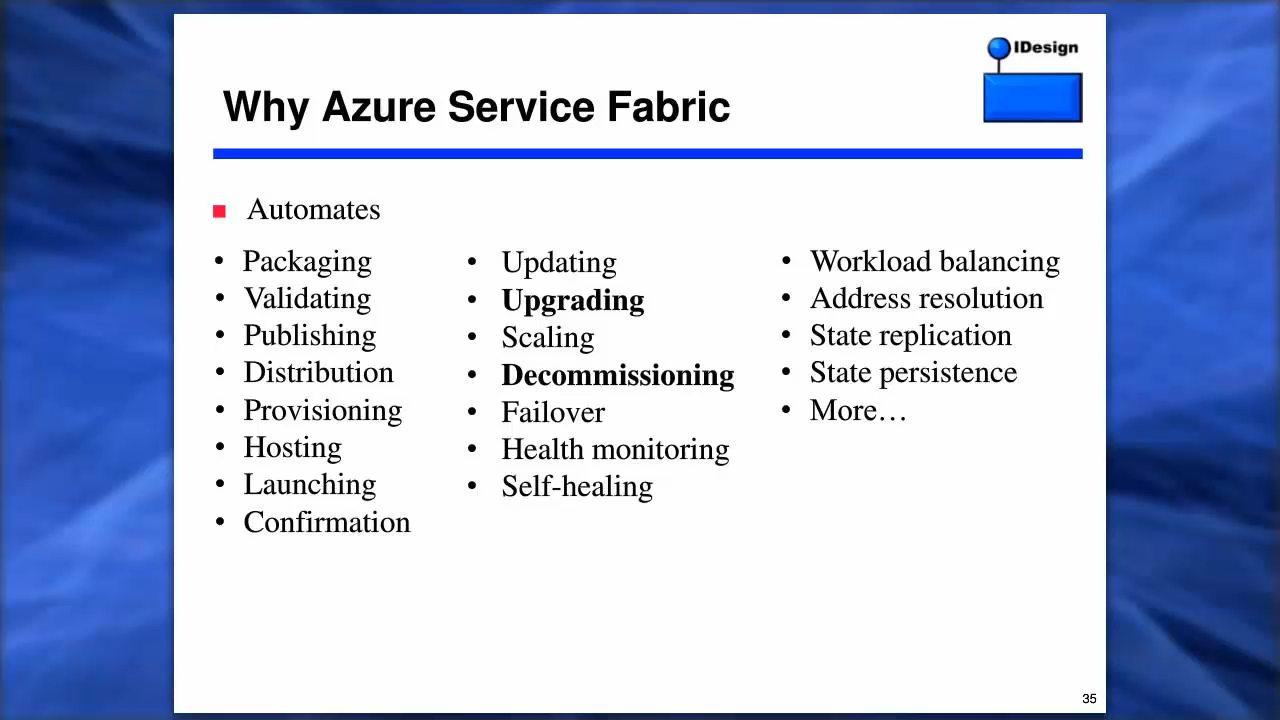 IDesign
Why Azure Service Fabric
Automates
• Packaging
• Validating
• Publishing
• Distribution
• Provisioning
• Hosting
• Launching
• Confirmation
• Updating
• Upgrading
• Scaling
• Decommissioning
• Failover
• Health monitoring
• Self-healing
• Workload balancing
• Address resolution
• State replication
• State persistence
• More…
35